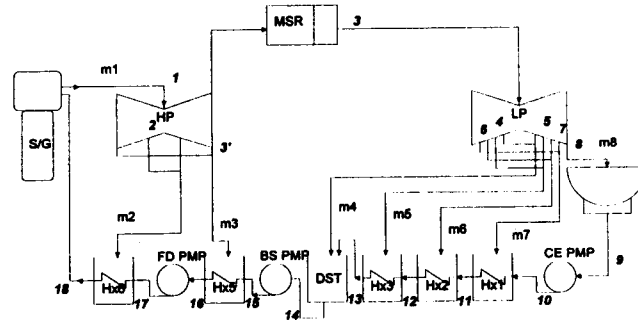 MSR
3
m1
1
HP
2
3'
S/G
LP
6
4
5
7
8
m8
m2
m3
m4
m5
m6
m7
FD PMP
BS PMP
CE PMP
DST
9
18
Hx6
17
16
Hx5
15
14
13
Hx3
12
Hx2
11
Hx1
10